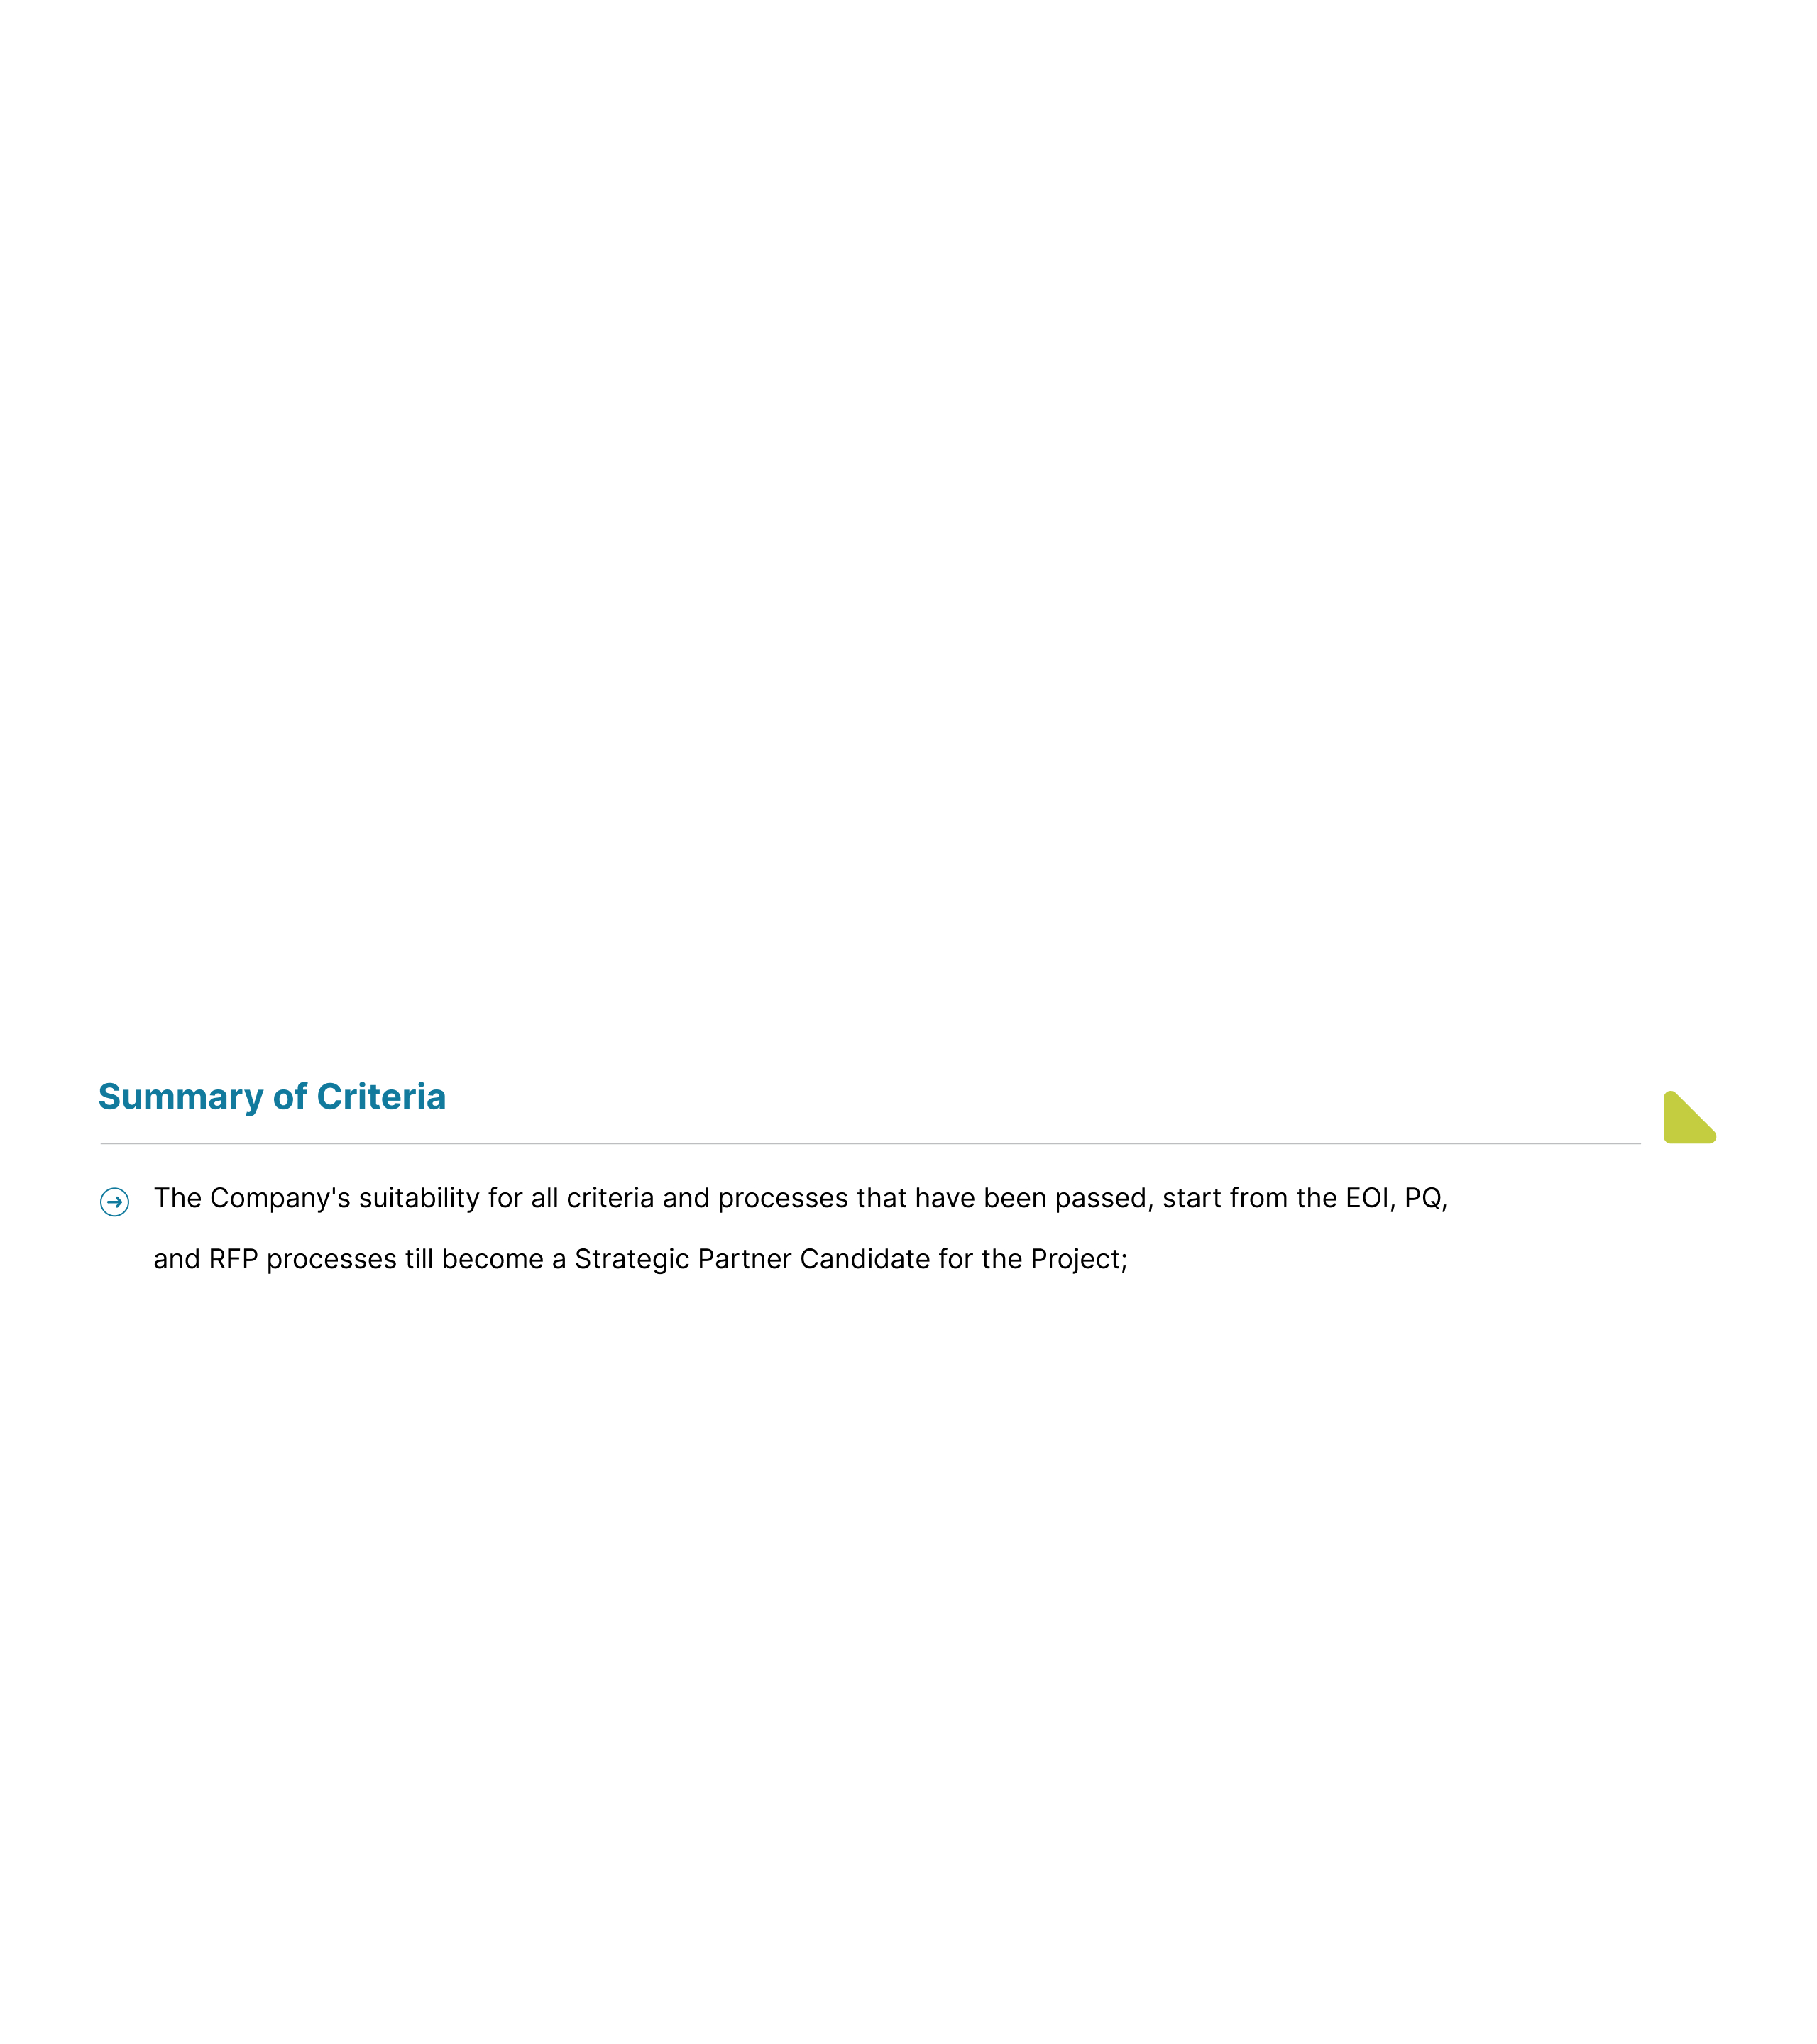 Summary of Criteria
The Company's suitability for all criteria and processes that have been passed, start from the EOI, PQ,
and RFP processes till become a Strategic Partner Candidate for the Project;